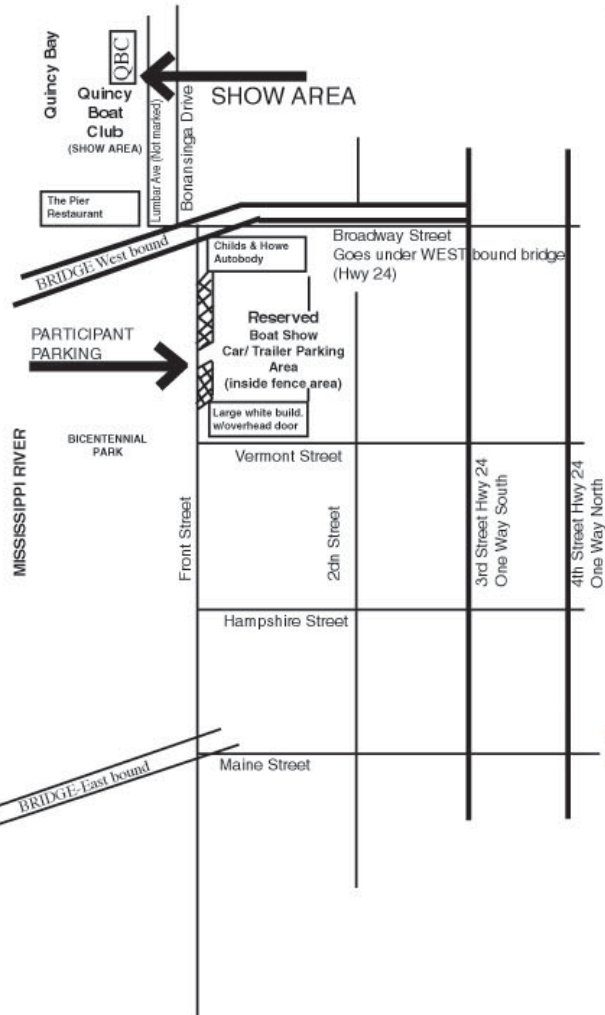 Quincy Bay
QBC
Quincy
Boat
Club
(SHOW AREA)
Lumbar Ave (Not marked)
Bonansinga Drive
SHOW AREA
The Pier
Restaurant
BRIDGE West bound
Childs & Howe
Autobody
Broadway Street
Goes under WEST bound bridge
(Hwy 24)
Reserved
Boat Show
Car/ Trailer Parking
Area
(inside fence area)
PARTICIPANT
PARKING
Large white build.
w/overhead door
BICENTENNIAL
PARK
MISSISSIPPI RIVER
Vermont Street
Front Street
2dn Street
3rd Street Hwy 24
One Way South
4th Street Hwy 24
One Way North
Hampshire Street
Maine Street
BRIDGE-East bound